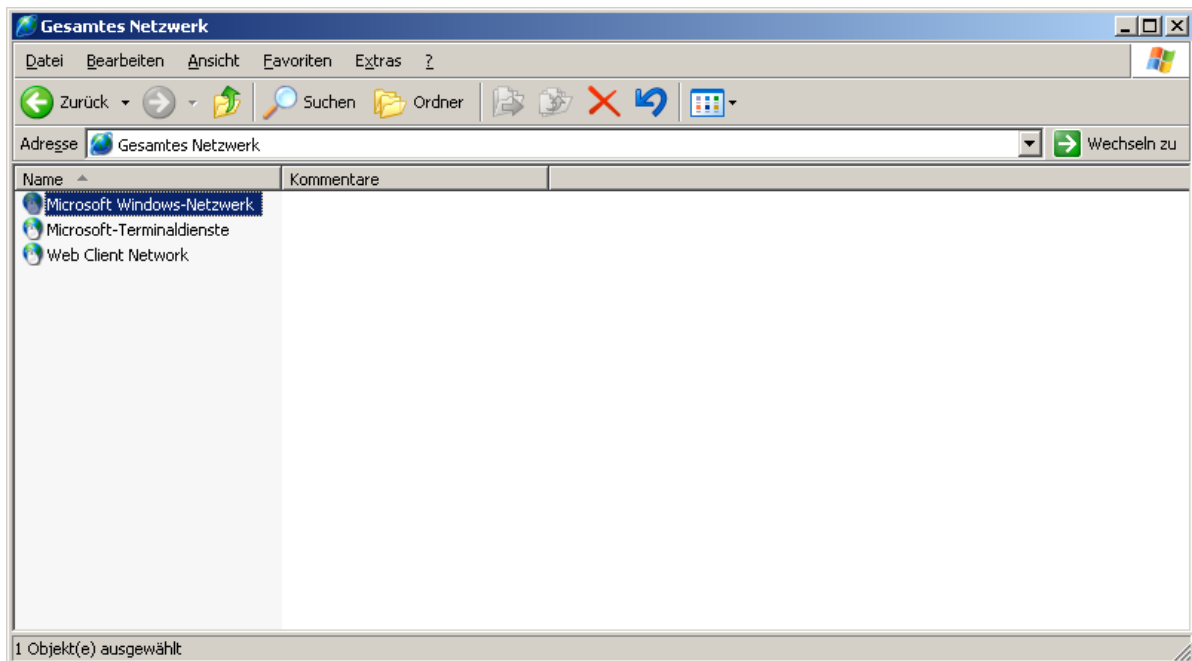 Gesamtes Netzwerk
Datei Bearbeiten Ansicht Favoriten Extras ?
Zurück Suchen Ordner
Adresse Gesamtes Netzwerk Wechseln zu
Name Kommentare
Microsoft Windows-Netzwerk
Microsoft-Terminaldienste
Web Client Network
1 Objekt(e) ausgewählt